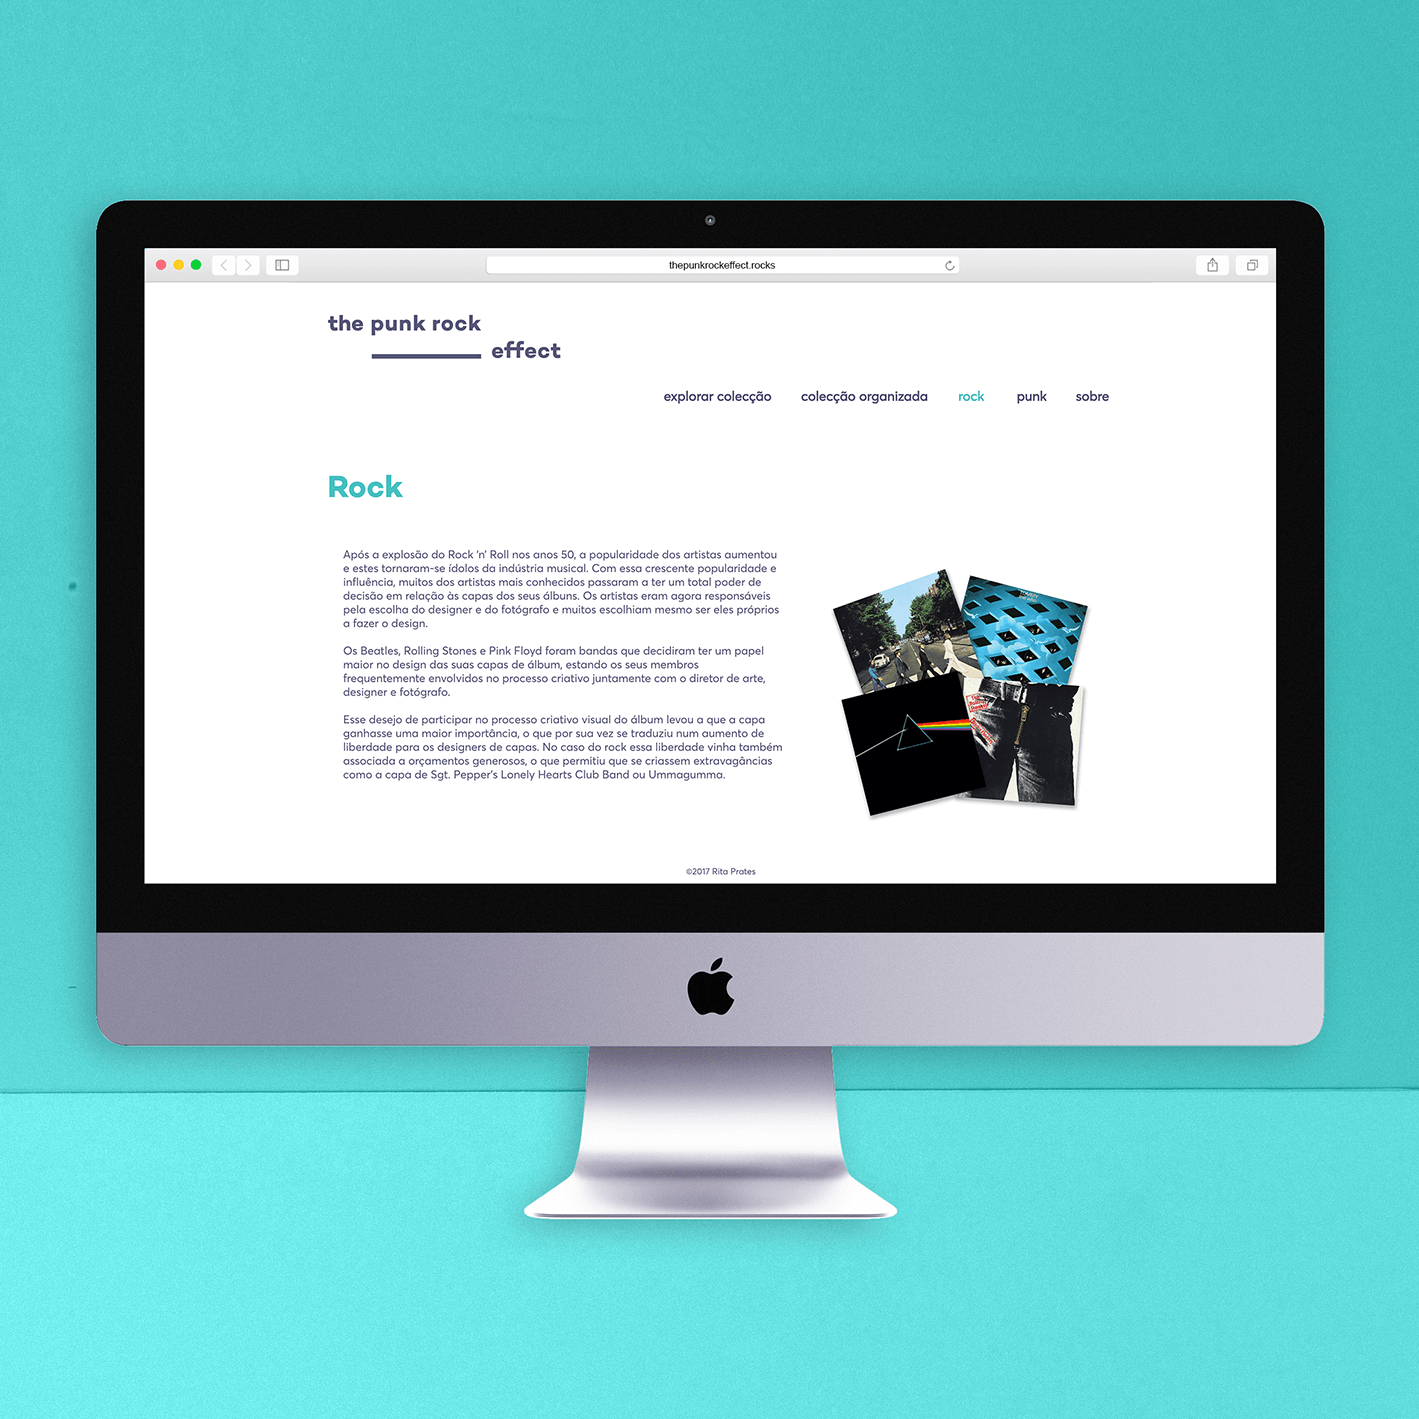 thepunkrockeffect.rocks
the punk rock
effect
explorar colecção colecção organizada rock punk sobre
Rock
Após a explosão do Rock ‘n’ Roll nos anos 50, a popularidade dos artistas aumentou
e estes tornaram-se ídolos da indústria musical. Com essa crescente popularidade e
influência, muitos dos artistas mais conhecidos passaram a ter um total poder de
decisão em relação às capas dos seus álbuns. Os artistas eram agora responsáveis
pela escolha do designer e do fotógrafo e muitos escolhiam mesmo ser eles próprios
a fazer o design.
Os Beatles, Rolling Stones e Pink Floyd foram bandas que decidiram ter um papel
maior no design das suas capas de álbum, estando os seus membros
frequentemente envolvidos no processo criativo juntamente com o diretor de arte,
designer e fotógrafo.
Esse desejo de participar no processo criativo visual do álbum levou a que a capa
ganhasse uma maior importância, o que por sua vez se traduziu num aumento de
liberdade para os designers de capas. No caso do rock essa liberdade vinha também
associada a orçamentos generosos, o que permitiu que se criassem extravagâncias
como a capa de Sgt. Pepper’s Lonely Hearts Club Band ou Ummagumma.
©2017 Rita Prates